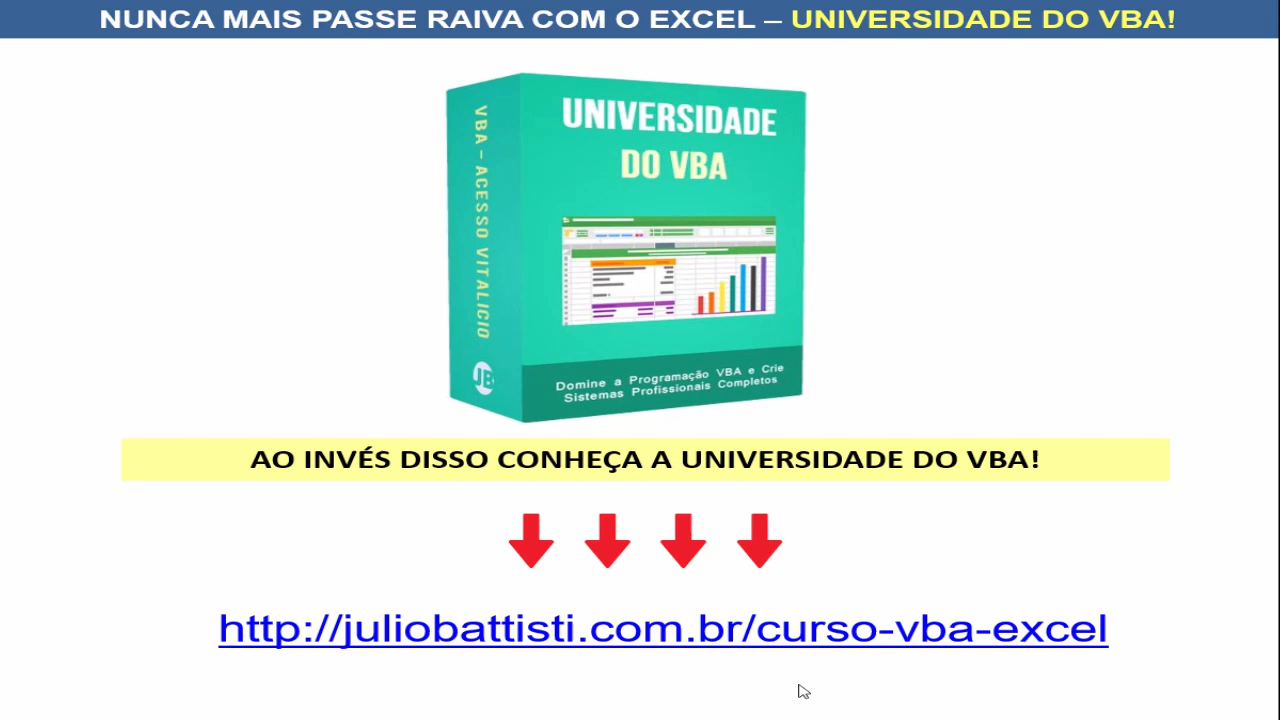 NUNCA MAIS PASSE RAIVA COM O EXCEL – UNIVERSIDADE DO VBA!
VBA – ACESSO VITALICIO
JB
UNIVERSIDADE
DO VBA
Domine a Programação VBA e Crie
Sistemas Profissionais Completos
AO INVÉS DISSO CONHEÇA A UNIVERSIDADE DO VBA!
http://juliobattisti.com.br/curso-vba-excel